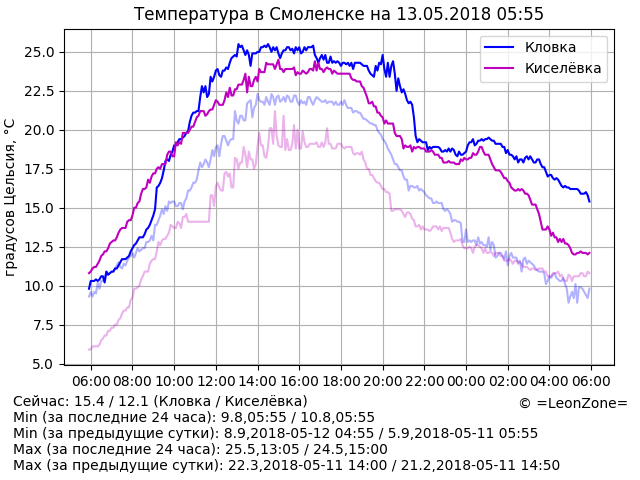 Температура в Смоленске на 13.05.2018 05:55
градусов Цельсия, °C
25.0
22.5
20.0
17.5
15.0
12.5
10.0
7.5
5.0
Кловка
Киселёвка
06:00 08:00 10:00 12:00 14:00 16:00 18:00 20:00 22:00 00:00 02:00 04:00 06:00
Сейчас: 15.4 / 12.1 (Кловка / Киселёвка)
© =LeonZone=
Min (за последние 24 часа): 9.8,05:55 / 10.8,05:55
Min (за предыдущие сутки): 8.9,2018-05-12 04:55 / 5.9,2018-05-11 05:55
Max (за последние 24 часа): 25.5,13:05 / 24.5,15:00
Max (за предыдущие сутки): 22.3,2018-05-11 14:00 / 21.2,2018-05-11 14:50